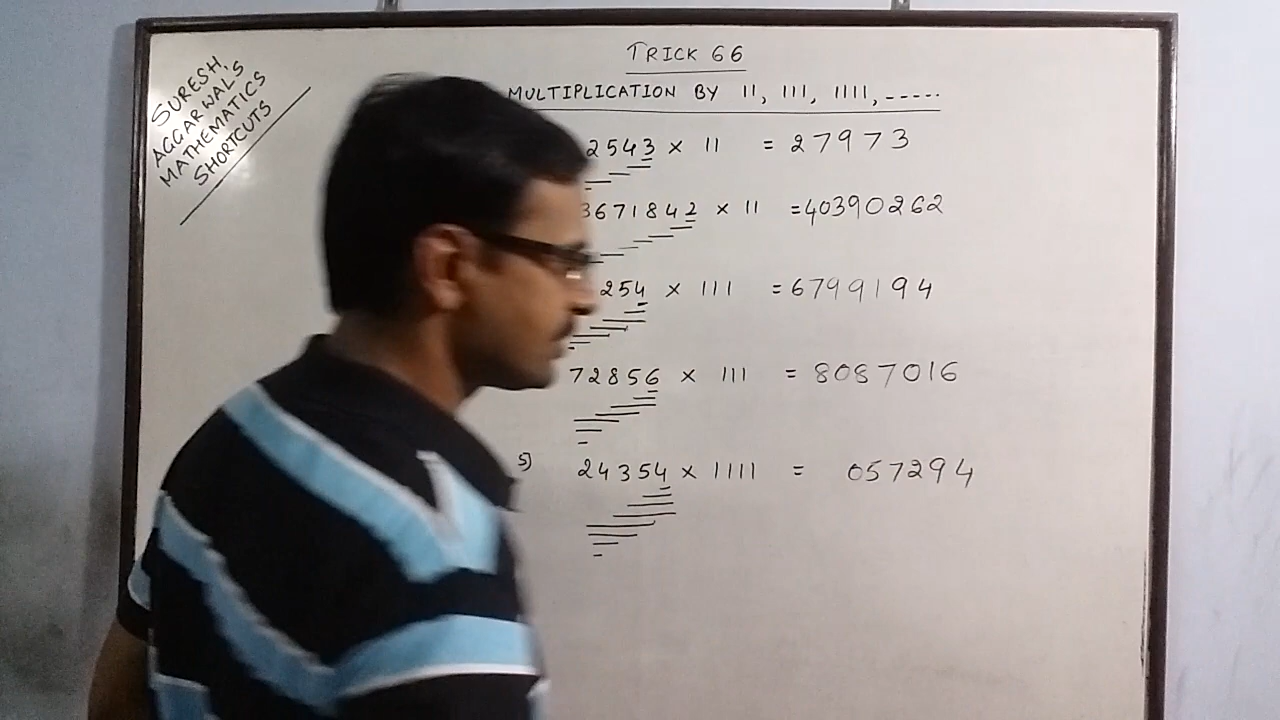 SURESH,
AGGARWAL'S
MATHEMATICS
SHORTCUTS
TRICK 66
MULTIPLICATION BY 11, 111, 1111, -----
2543 × 11 = 27973
3671842 × 11 = 40390262
254 × 111 = 6799194
72856 × 111 = 8087016
5) 24354 × 1111 = 057294